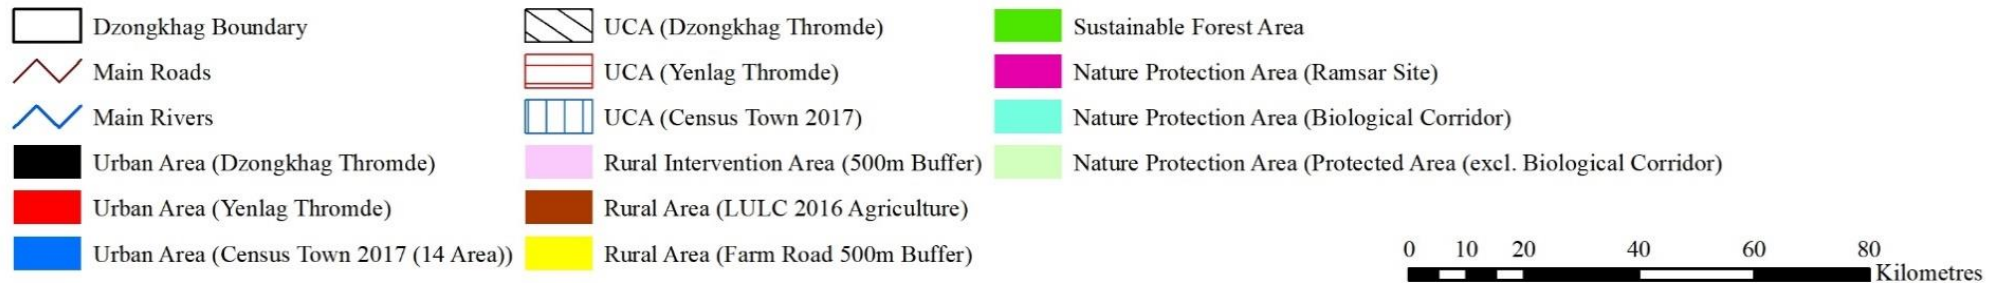 Dzongkhag Boundary
Main Roads
Main Rivers
Urban Area (Dzongkhag Thromde)
Urban Area (Yenlag Thromde)
Urban Area (Census Town 2017 (14 Area))
UCA (Dzongkhag Thromde)
UCA (Yenlag Thromde)
UCA (Census Town 2017)
Rural Intervention Area (500m Buffer)
Rural Area (LULC 2016 Agriculture)
Rural Area (Farm Road 500m Buffer)
Sustainable Forest Area
Nature Protection Area (Ramsar Site)
Nature Protection Area (Biological Corridor)
Nature Protection Area (Protected Area (excl. Biological Corridor)
0 10 20 40 60 80
Kilometres